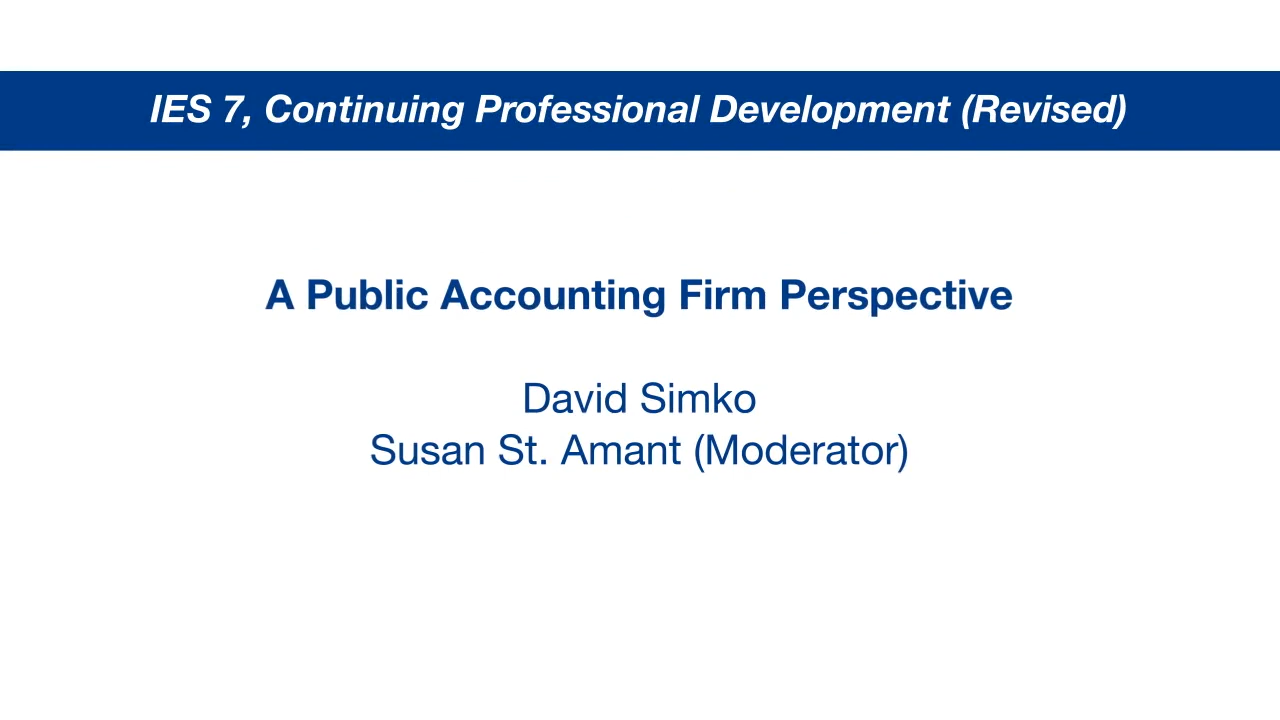 IES 7, Continuing Professional Development (Revised)
A Public Accounting Firm Perspective
David Simko
Susan St. Amant (Moderator)